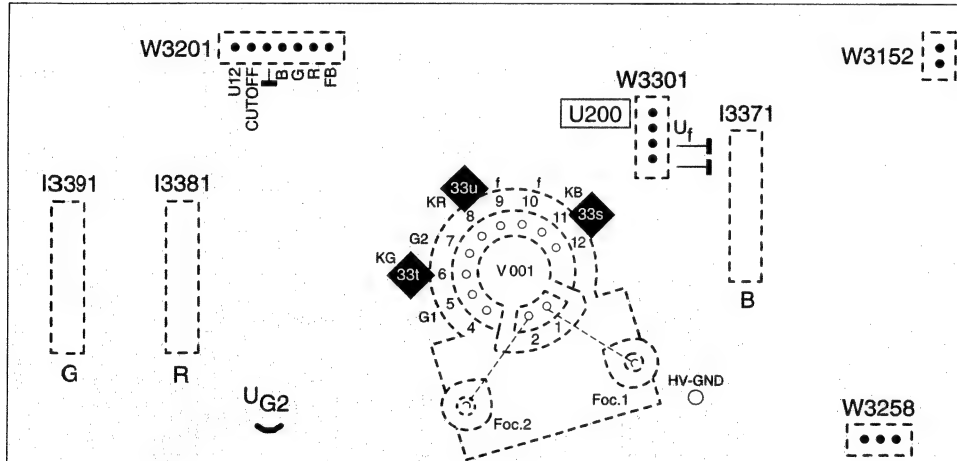 W3201
U12
CUTOFF
B
G
R
FB
W3152
W3301
U200
Uf
I3371
I3391
I3381
33u
f
f
KB
33s
KR
8
9
10
11
12
G2
7
KG
33t
6
V001
5
G1
4
2
1
B
G
R
UG2
Foc.1
HV-GND
Foc.2
W3258